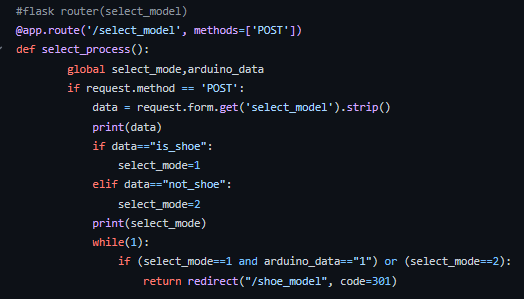 #flask router(select_model)
@app.route('/select_model', methods=['POST'])
def select_process():
        global select_mode,arduino_data
        if request.method == 'POST':
            data = request.form.get('select_model').strip()
            print(data)
            if data=="is_shoe":
                select_mode=1
            elif data=="not_shoe":
                select_mode=2
            print(select_mode)
            while(1):
                if (select_mode==1 and arduino_data=="1") or (select_mode==2):
                    return redirect("/shoe_model", code=301)